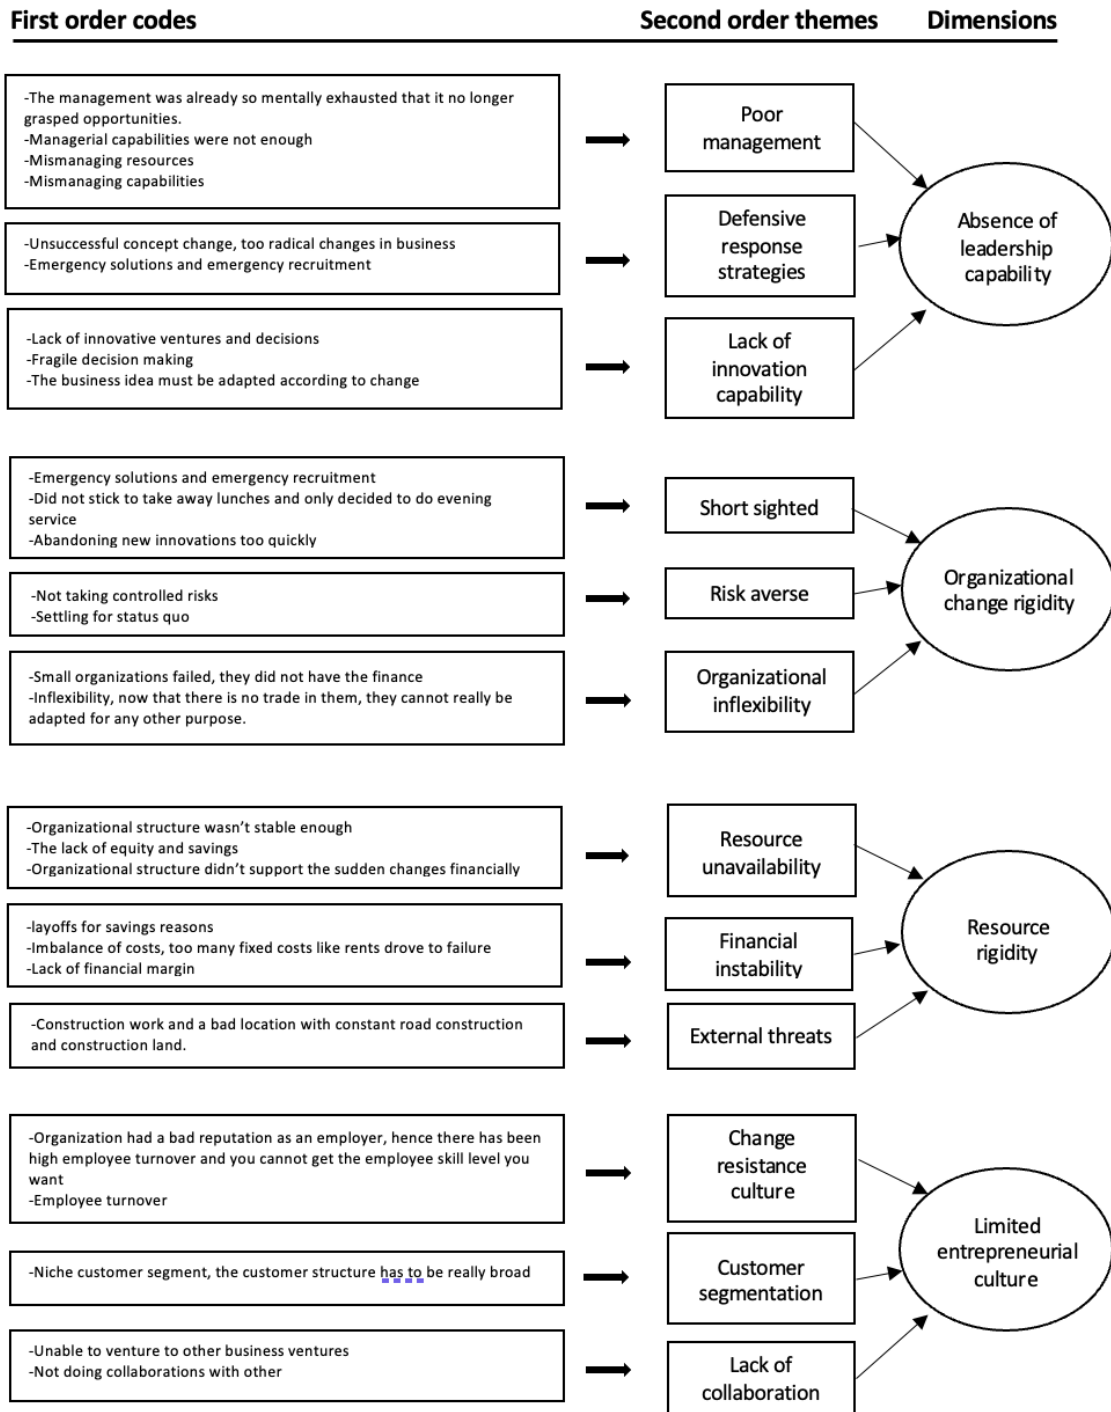 First order codes
Second order themes
Dimensions
-The management was already so mentally exhausted that it no longer
grasped opportunities.
-Managerial capabilities were not enough
-Mismanaging resources
-Mismanaging capabilities
Poor
management
-Unsuccessful concept change, too radical changes in business
-Emergency solutions and emergency recruitment
Defensive
response
strategies
-Lack of innovative ventures and decisions
-Fragile decision making
-The business idea must be adapted according to change
Lack of
innovation
capability
Absence of
leadership
capability
-Emergency solutions and emergency recruitment
-Did not stick to take away lunches and only decided to do evening
service
-Abandoning new innovations too quickly
Short sighted
-Not taking controlled risks
-Settling for status quo
Risk averse
-Small organizations failed, they did not have the finance
-Inflexibility, now that there is no trade in them, they cannot really be
adapted for any other purpose.
Organizational
inflexibility
Organizational
change rigidity
-Organizational structure wasn't stable enough
-The lack of equity and savings
-Organizational structure didn't support the sudden changes financially
Resource
unavailability
-layoffs for savings reasons
-Imbalance of costs, too many fixed costs like rents drove to failure
-Lack of financial margin
Financial
instability
-Construction work and a bad location with constant road construction
and construction land.
External threats
Resource
rigidity
-Organization had a bad reputation as an employer, hence there has been
high employee turnover and you cannot get the employee skill level you
want
-Employee turnover
Change
resistance
culture
-Niche customer segment, the customer structure has to be really broad
Customer
segmentation
-Unable to venture to other business ventures
-Not doing collaborations with other
Lack of
collaboration
Limited
entrepreneurial
culture